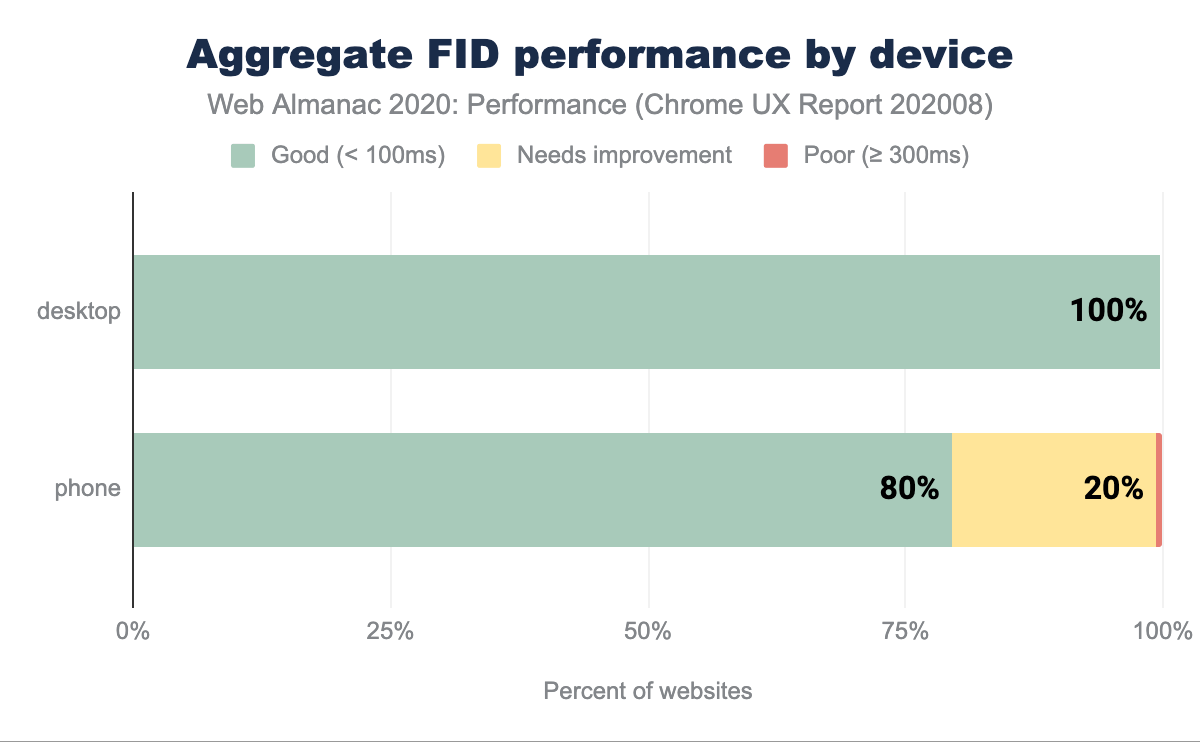 Aggregate FID performance by device
Web Almanac 2020: Performance (Chrome UX Report 202008)
Good (< 100ms) Needs improvement Poor (≥ 300ms)
desktop 100%
phone 80% 20%
0% 25% 50% 75% 100%
Percent of websites